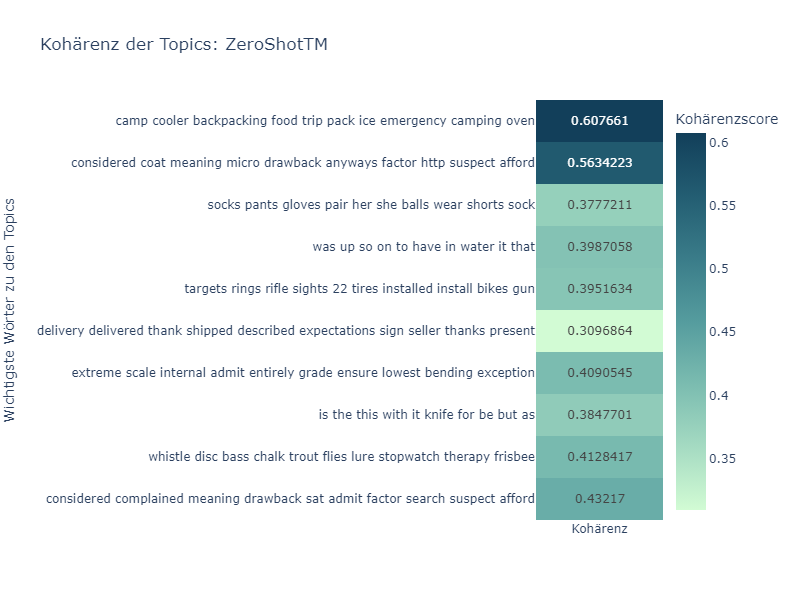 Kohärenz der Topics: ZeroShotTM
Wichtigste Wörter zu den Topics
camp cooler backpacking food trip pack ice emergency camping oven 0.607661
considered coat meaning micro drawback anyways factor http suspect afford 0.5634223
socks pants gloves pair her she balls wear shorts sock 0.3777211
was up so on to have in water it that 0.3987058
targets rings rifle sights 22 tires installed install bikes gun 0.3951634
delivery delivered thank shipped described expectations sign seller thanks present 0.3096864
extreme scale internal admit entirely grade ensure lowest bending exception 0.4090545
is the this with it knife for be but as 0.3847701
whistle disc bass chalk trout flies lure stopwatch therapy frisbee 0.4128417
considered complained meaning drawback sat admit factor search suspect afford 0.43217
Kohärenz
Kohärenzscore
0.6
0.55
0.5
0.45
0.4
0.35